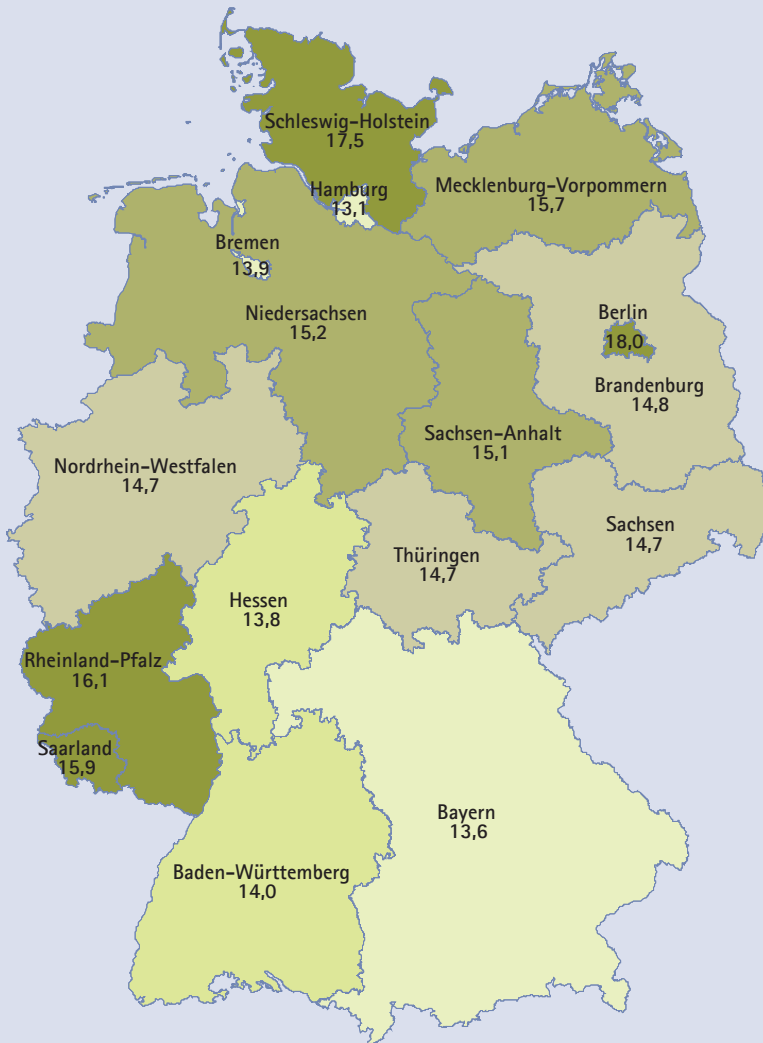 Schleswig-Holstein
17,5
Hamburg
13,1
Mecklenburg-Vorpommern
15,7
Bremen
13,9
Niedersachsen
15,2
Berlin
18,0
Brandenburg
14,8
Sachsen-Anhalt
15,1
Nordrhein-Westfalen
14,7
Sachsen
14,7
Thüringen
14,7
Hessen
13,8
Rheinland-Pfalz
16,1
Saarland
15,9
Bayern
13,6
Baden-Württemberg
14,0